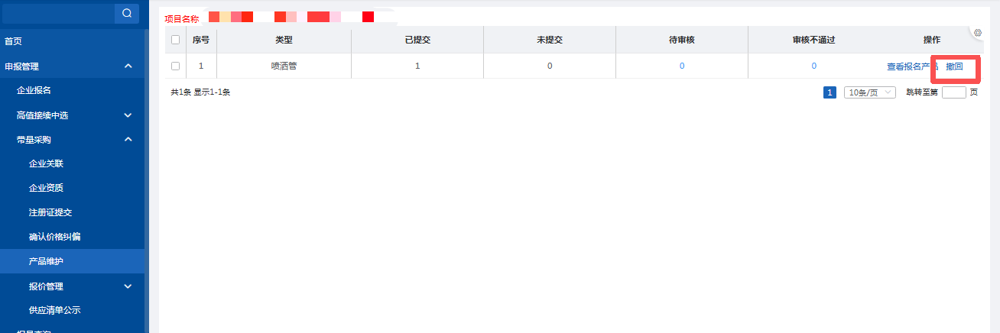 首页
申报管理
企业报名
高值接续中选
带量采购
企业关联
企业资质
注册证提交
确认价格纠偏
产品维护
报价管理
供应清单公示
项目名称
序号 类型 已提交 未提交 待审核 审核不通过 操作
1 喷洒管 1 0 0 0 查看报名产品 撤回
共1条 显示1-1条 1 10条/页 跳转至第 页